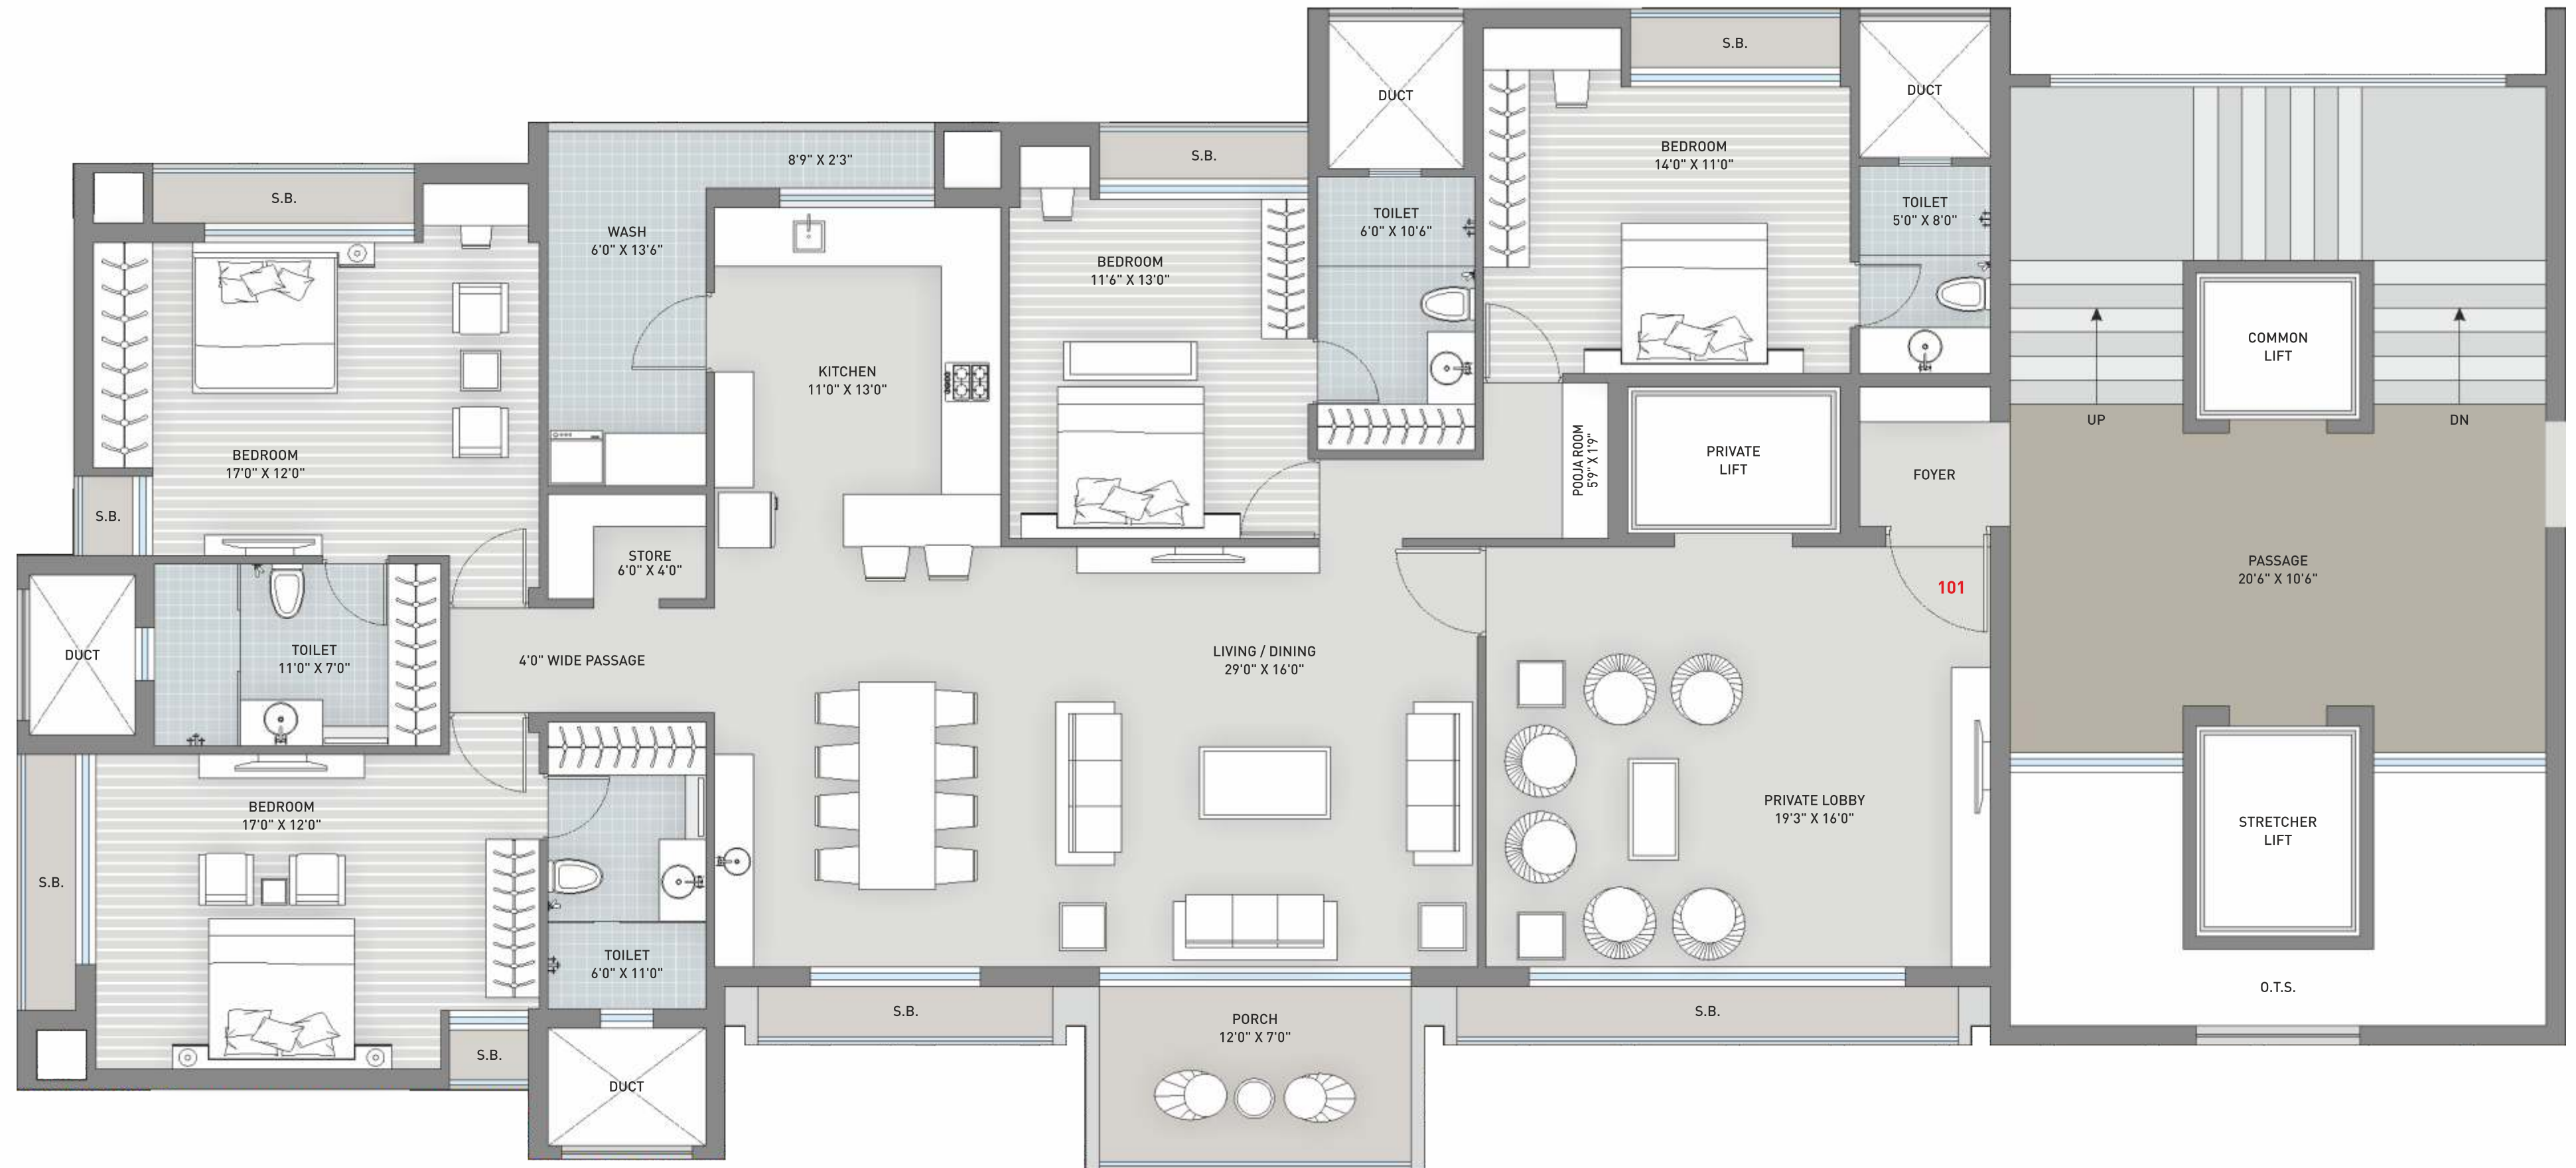 S.B.
DUCT
DUCT
S.B.
8'9" X 2'3"
S.B.
BEDROOM
14'0" X 11'0"
TOILET
5'0" X 8'0"
TOILET
6'0" X 10'6"
WASH
6'0" X 13'6"
BEDROOM
11'6" X 13'0"
COMMON
LIFT
KITCHEN
11'0" X 13'0"
UP
DN
BEDROOM
17'0" X 12'0"
POOJA ROOM
5'9" X 1'9"
PRIVATE
LIFT
FOYER
S.B.
STORE
6'0" X 4'0"
101
PASSAGE
20'6" X 10'6"
DUCT
TOILET
11'0" X 7'0"
4'0" WIDE PASSAGE
LIVING / DINING
29'0" X 16'0"
BEDROOM
17'0" X 12'0"
PRIVATE LOBBY
19'3" X 16'0"
STRETCHER
LIFT
S.B.
TOILET
6'0" X 11'0"
O.T.S.
S.B.
S.B.
PORCH
12'0" X 7'0"
S.B.
DUCT